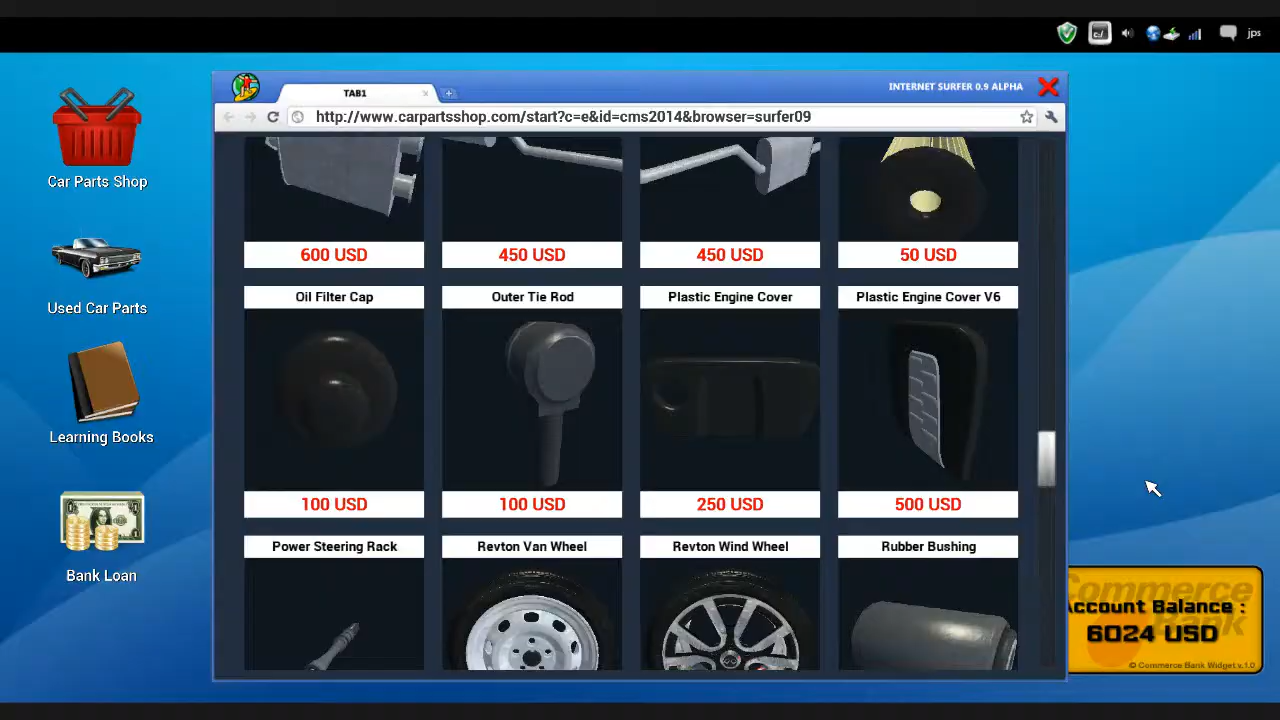 jps
TAB1
INTERNET SURFER 0.9 ALPHA
http://www.carpartsshop.com/start?c=e&id=cms2014&browser=surfer09
Car Parts Shop
Used Car Parts
Learning Books
Bank Loan
600 USD
450 USD
450 USD
50 USD
Oil Filter Cap
Outer Tie Rod
Plastic Engine Cover
Plastic Engine Cover V6
100 USD
100 USD
250 USD
500 USD
Power Steering Rack
Revton Van Wheel
Revton Wind Wheel
Rubber Bushing
Commerce
Bank
Account Balance :
6024 USD
© Commerce Bank Widget v.1.0